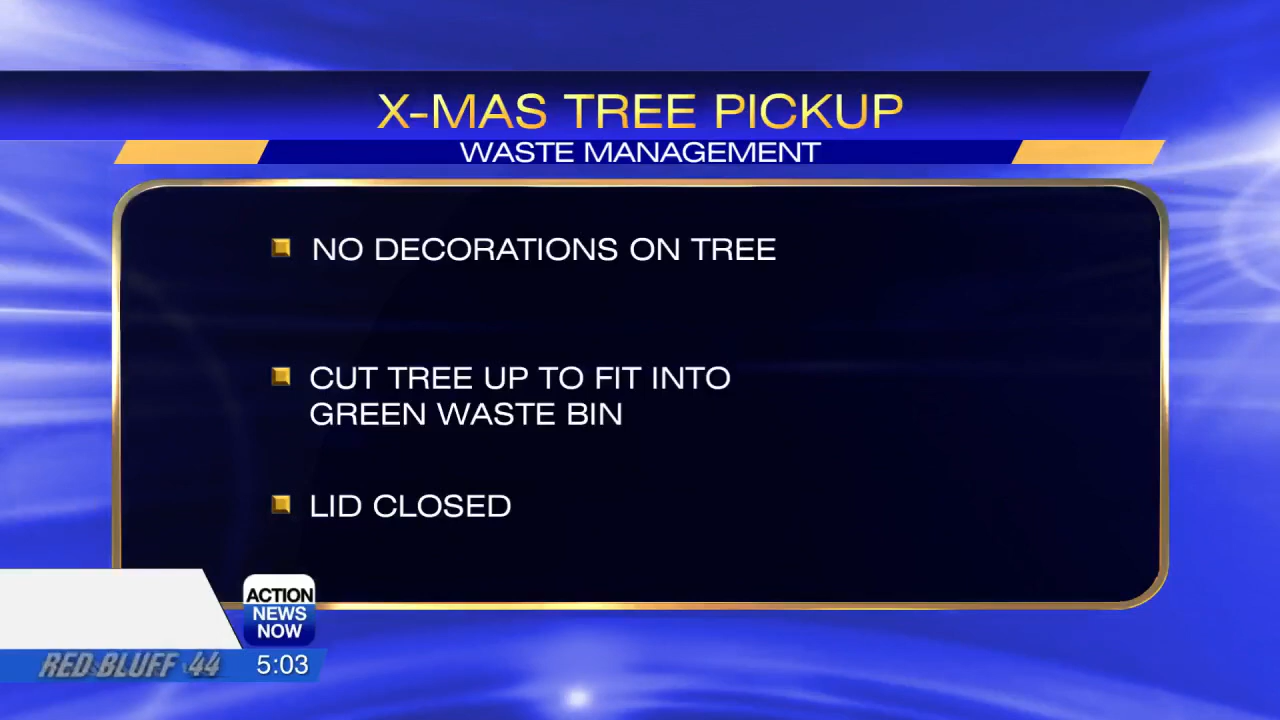 X-MAS TREE PICKUP
WASTE MANAGEMENT
NO DECORATIONS ON TREE
CUT TREE UP TO FIT INTO
GREEN WASTE BIN
LID CLOSED
ACTION
NEWS
NOW
RED BLUFF 44
5:03